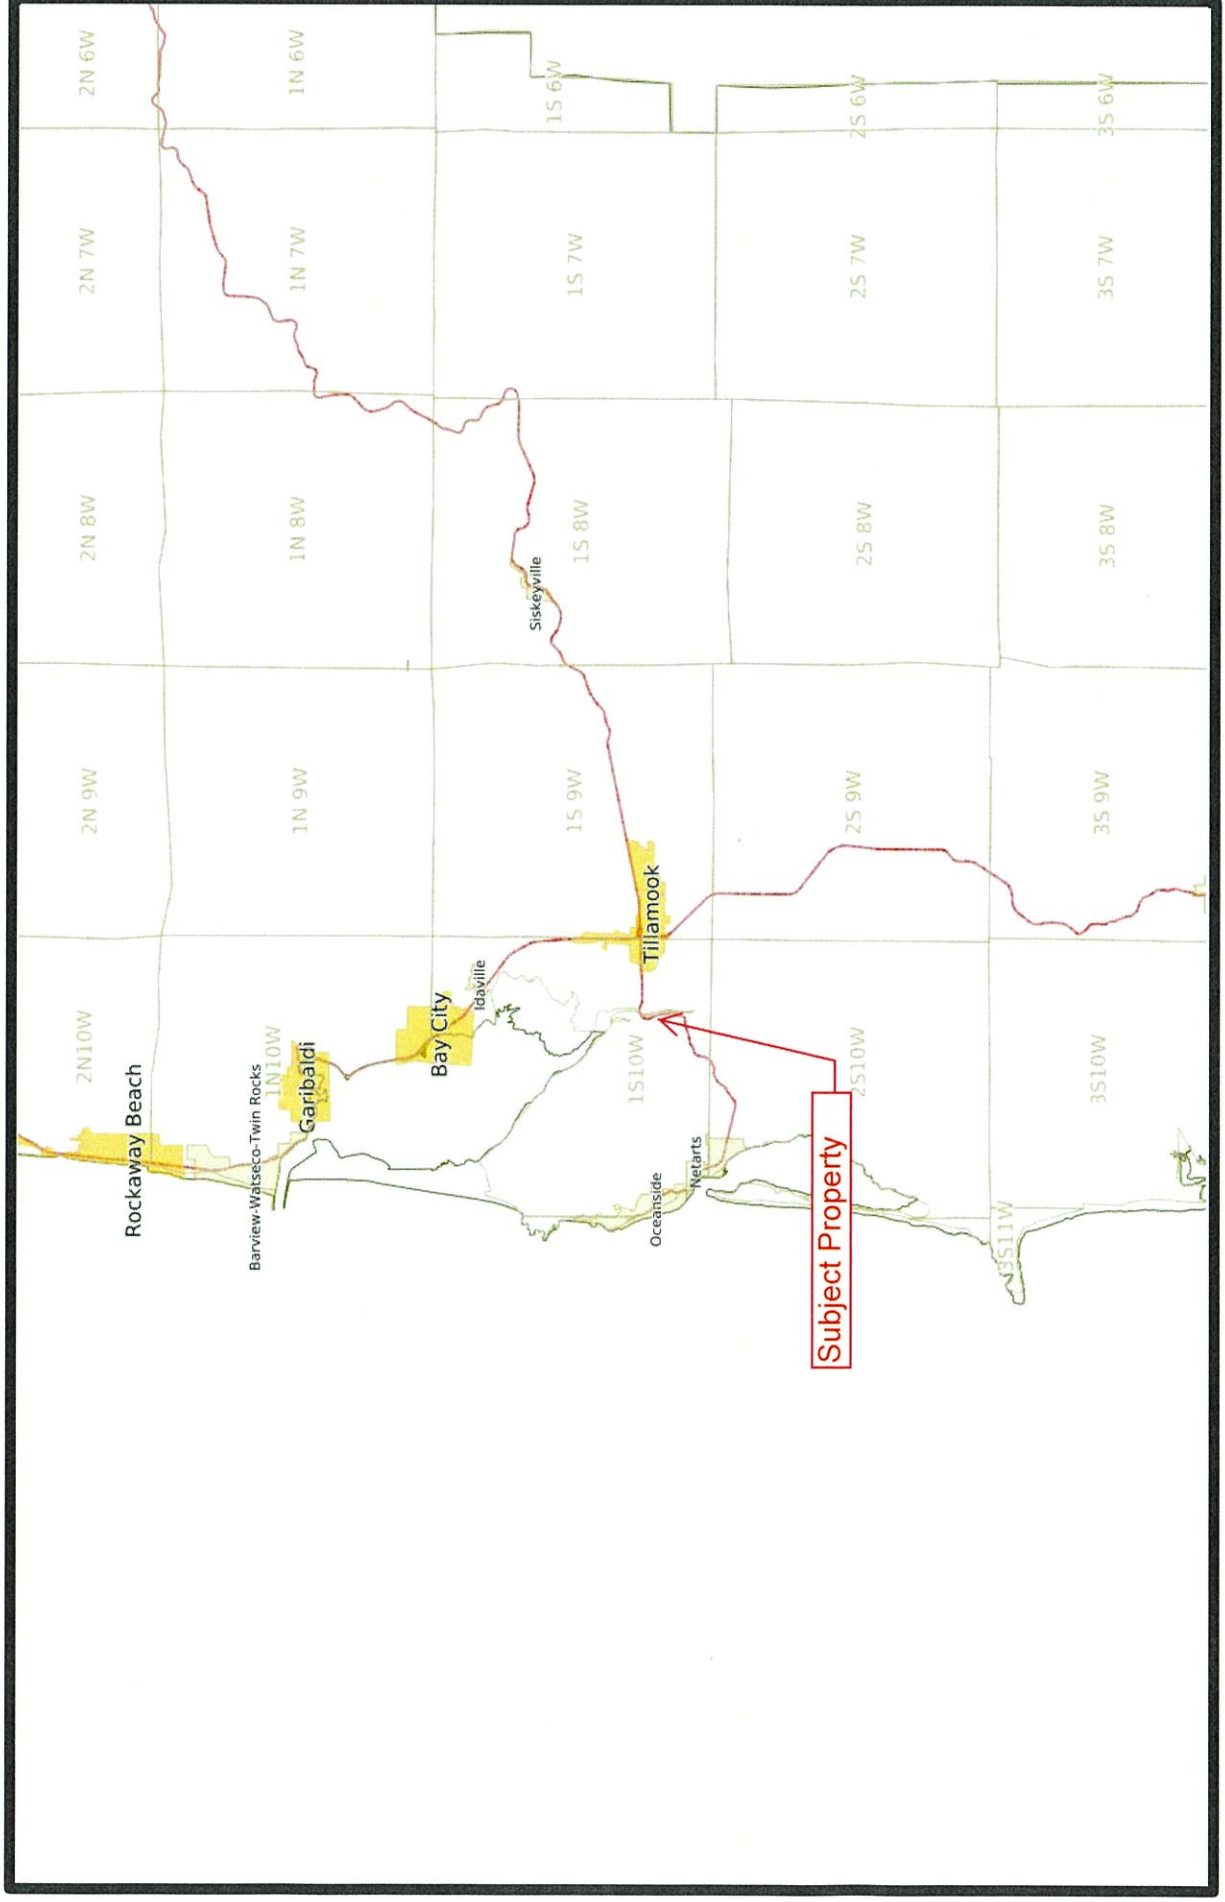 2N10W
2N 9W
2N 8W
2N 7W
2N 6W
Rockaway Beach
Barview-Watseco-Twin Rocks
1N10W
1N 9W
1N 8W
1N 7W
1N 6W
Garibaldi
Bay City
Idaville
Siskeyville
1S10W
1S 9W
1S 8W
1S 7W
1S 6W
Tillamook
Oceanside
Netarts
Subject Property
2S10W
2S 9W
2S 8W
2S 7W
2S 6W
3S11W
3S10W
3S 9W
3S 8W
3S 7W
3S 6W